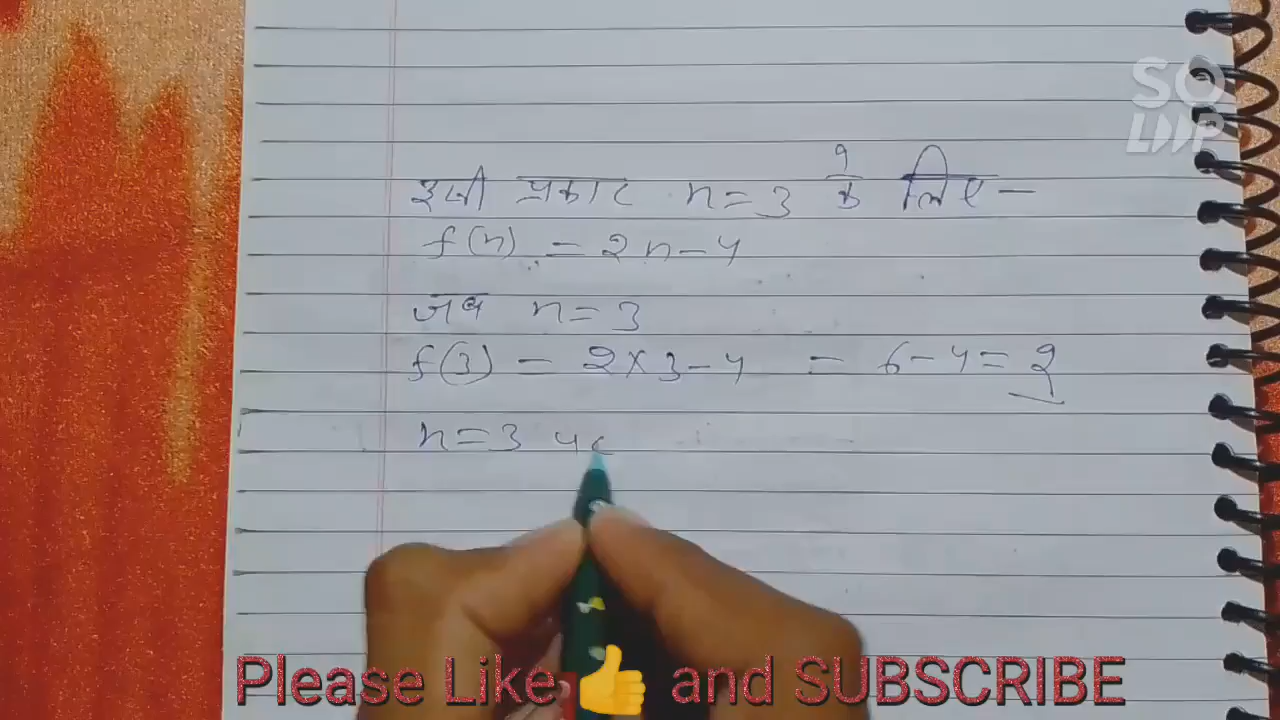 SOLIIP
इसी प्रकार n=3 के लिए –
f(n) = 2n-4
जब n=3
f(3) = 2×3-4 = 6-4= 2
n=3 पर
Please Like 👍 and SUBSCRIBE